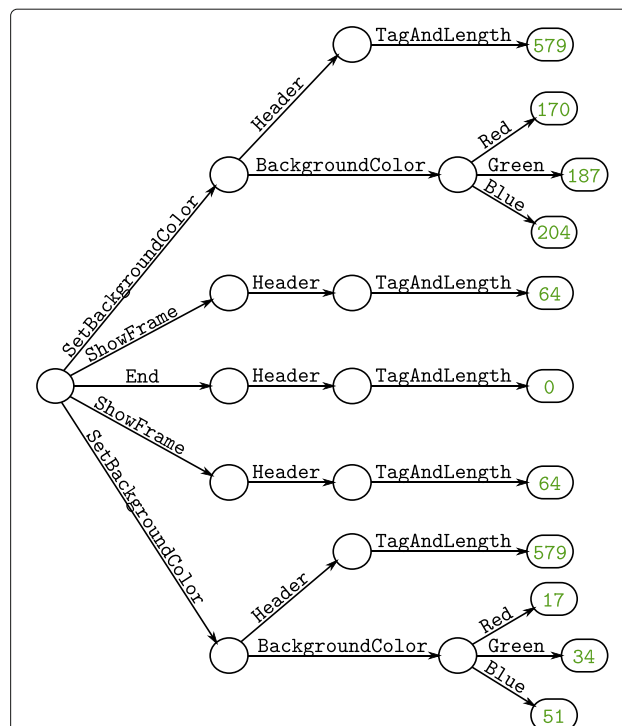 TagAndLength 579
Header
170
Red
BackgroundColor
Green 187
Blue
204
SetBackgroundColor
ShowFrame
Header TagAndLength 64
End Header TagAndLength 0
ShowFrame
Header TagAndLength 64
SetBackgroundColor
TagAndLength 579
Header
17
Red
BackgroundColor
Green 34
Blue
51